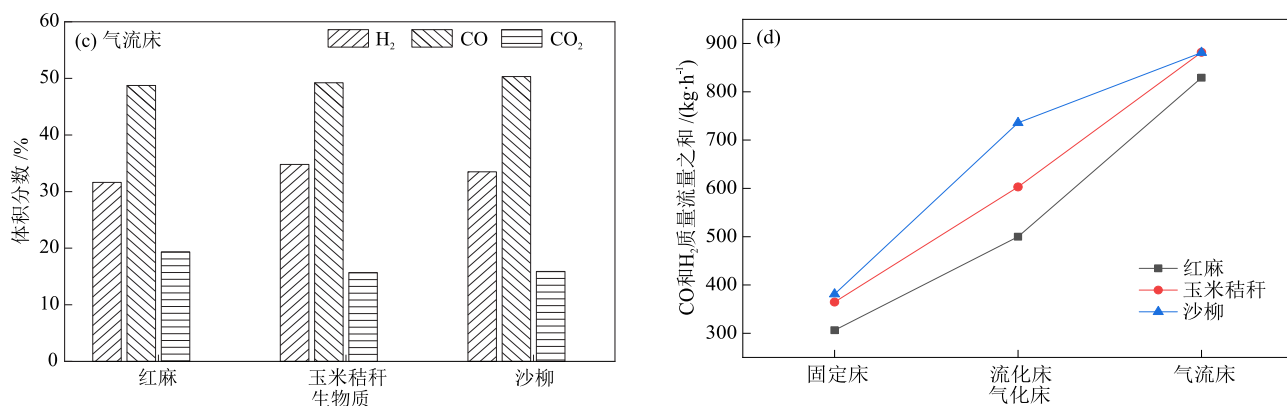 (c) 气流床
H₂ CO CO₂
体积分数 /%
60
50
40
30
20
10
0
红麻 玉米秸秆 沙柳
生物质
(d)
CO和H₂质量流量之和 /(kg·h⁻¹)
900
800
700
600
500
400
300
红麻
玉米秸秆
沙柳
固定床 流化床 气流床
气化床